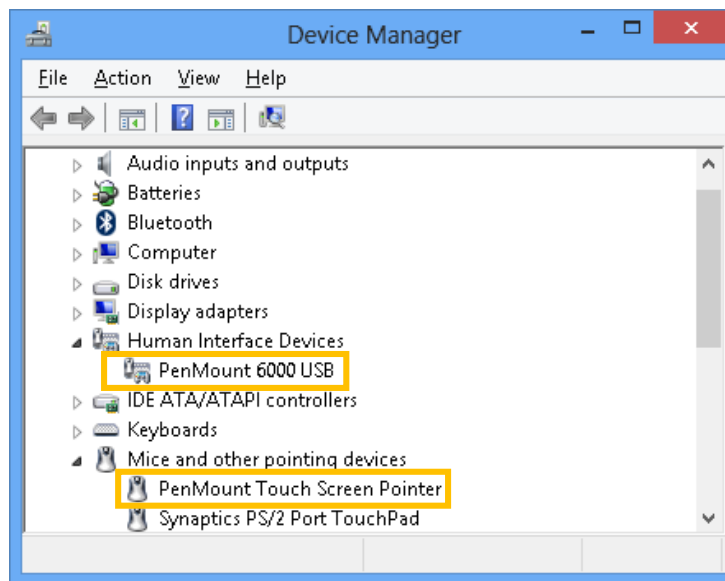 Device Manager
File Action View Help
Audio inputs and outputs
Batteries
Bluetooth
Computer
Disk drives
Display adapters
Human Interface Devices
PenMount 6000 USB
IDE ATA/ATAPI controllers
Keyboards
Mice and other pointing devices
PenMount Touch Screen Pointer
Synaptics PS/2 Port TouchPad